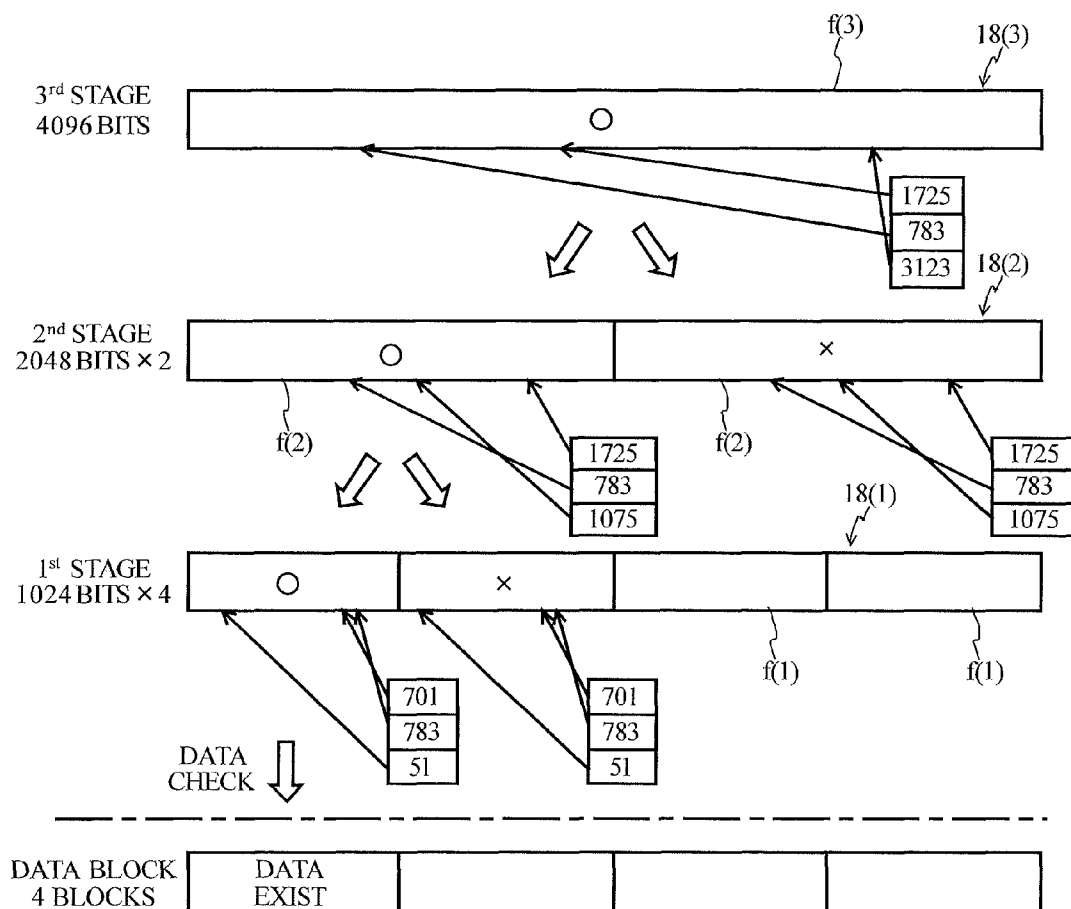 f(3)
18(3)
3rd STAGE
4096 BITS
1725
783
3123
18(2)
2nd STAGE
2048 BITS × 2
×
f(2)
f(2)
1725
783
1075
1725
783
1075
18(1)
1st STAGE
1024 BITS × 4
×
f(1)
f(1)
701
783
51
701
783
51
DATA
CHECK
DATA BLOCK
4 BLOCKS
DATA
EXIST